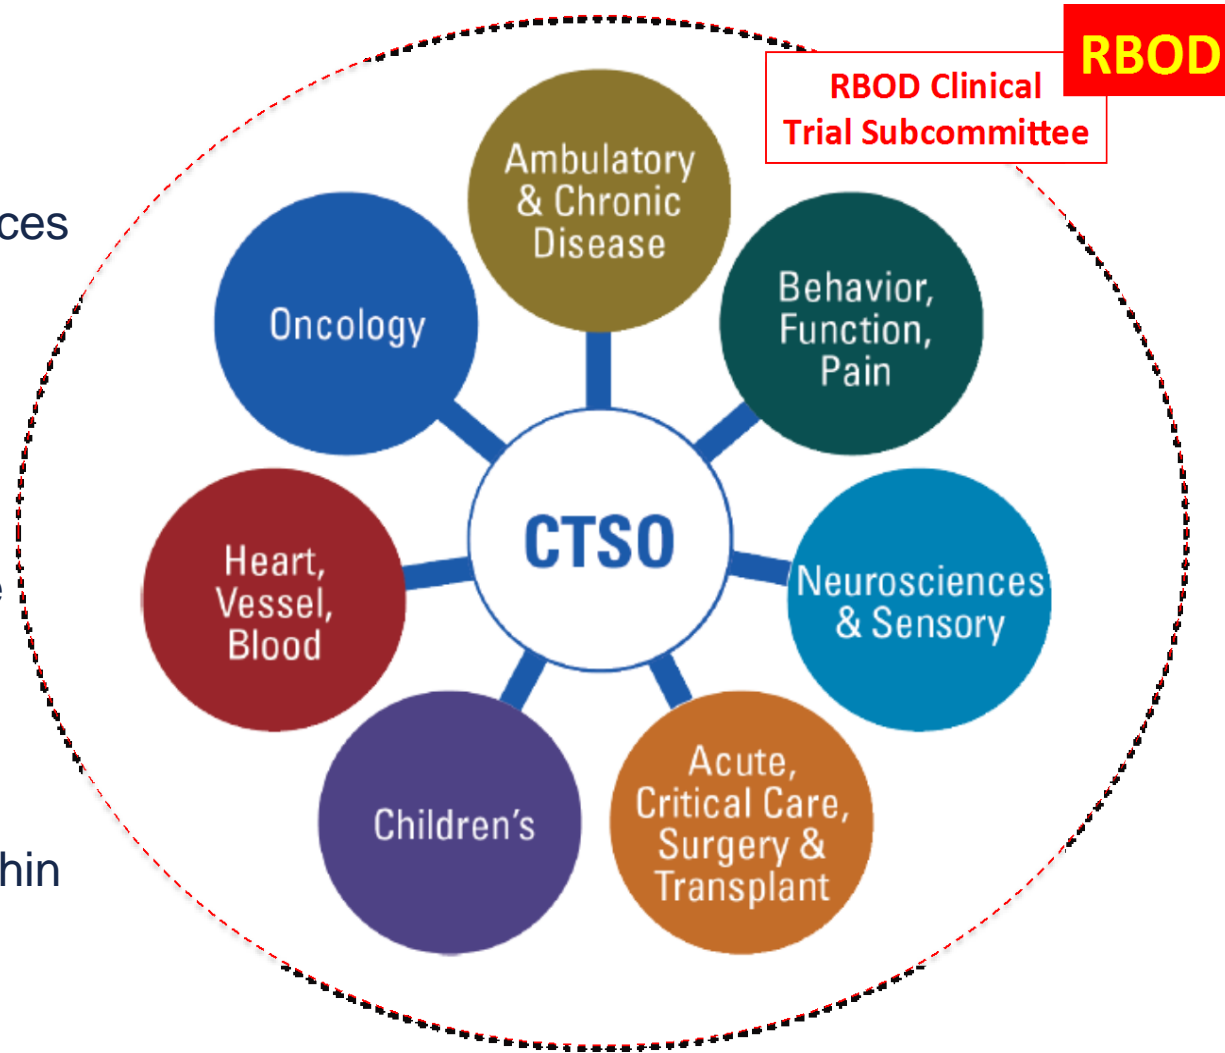 RBOD
RBOD Clinical
Trial Subcommittee
Ambulatory
& Chronic
Disease
Behavior,
Function,
Pain
Oncology
CTSO
Neurosciences
& Sensory
Heart,
Vessel,
Blood
Acute,
Critical Care,
Surgery &
Transplant
Children's
ces
hin